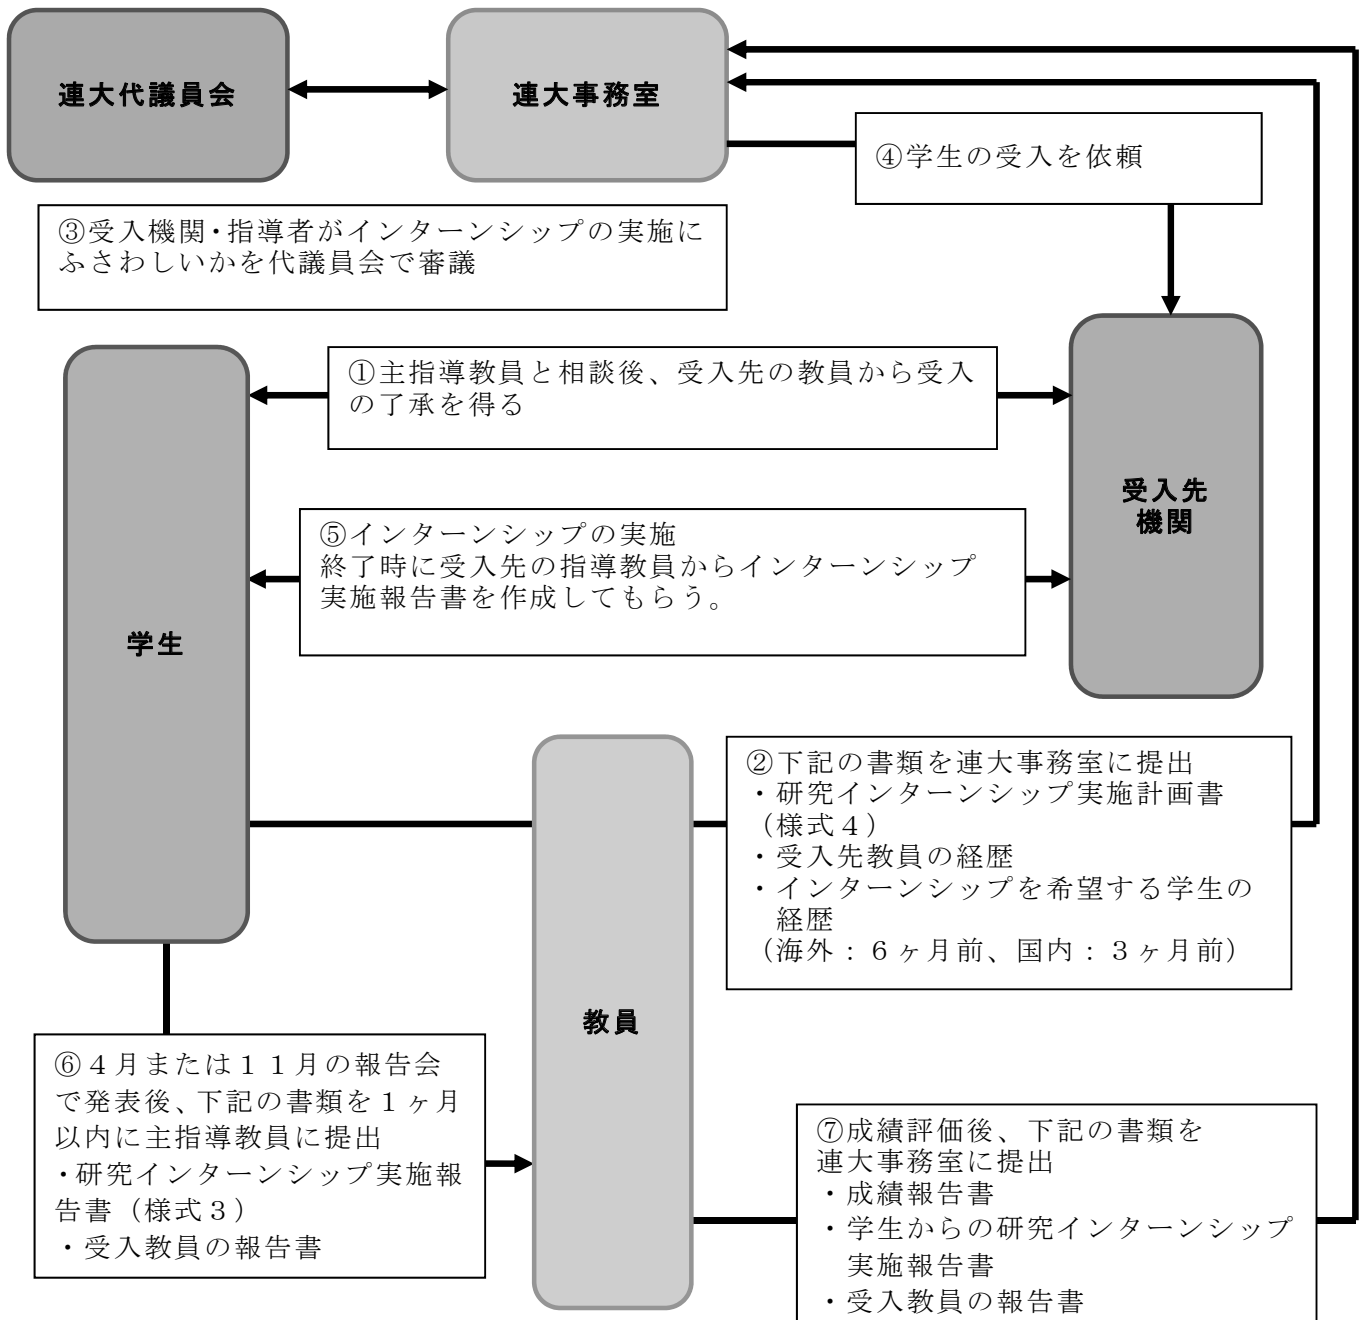 連大代議員会
連大事務室
④学生の受入を依頼
③受入機関・指導者がインターンシップの実施に
ふさわしいかを代議員会で審議
①主指導教員と相談後、受入先の教員から受入
の了承を得る
受入先
機関
⑤インターンシップの実施
終了時に受入先の指導教員からインターンシップ
実施報告書を作成してもらう。
学生
②下記の書類を連大事務室に提出
・研究インターンシップ実施計画書
（様式４）
・受入先教員の経歴
・インターンシップを希望する学生の
経歴
（海外：６ヶ月前、国内：３ヶ月前）
教員
⑥４月または１１月の報告会
で発表後、下記の書類を１ヶ月
以内に主指導教員に提出
・研究インターンシップ実施報
告書（様式３）
・受入教員の報告書
⑦成績評価後、下記の書類を
連大事務室に提出
・成績報告書
・学生からの研究インターンシップ
実施報告書
・受入教員の報告書